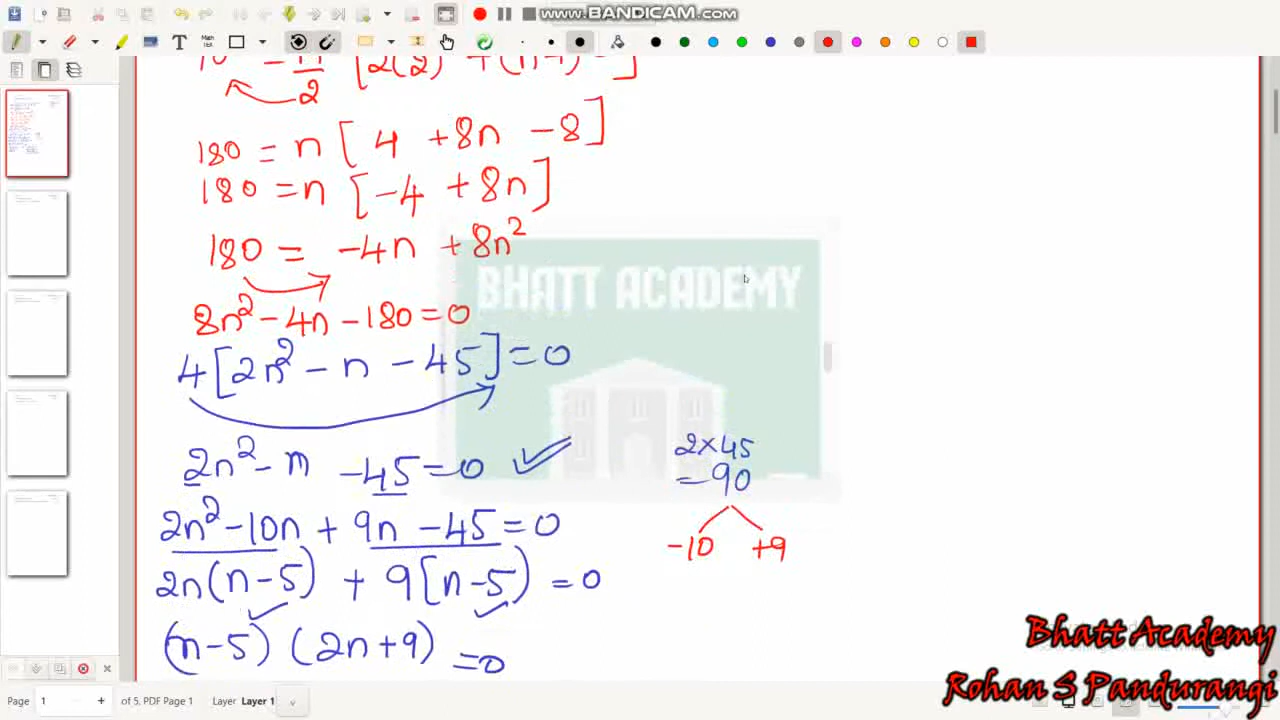 www.BANDICAM.com
180 = n [ 4 + 8n - 8 ]
180 = n [ -4 + 8n ]
180 = -4n + 8n²
8n² - 4n - 180 = 0
4 [ 2n² - n - 45 ] = 0
2n² - n - 45 = 0
2n² - 10n + 9n - 45 = 0
2n (n - 5) + 9 [n - 5) = 0
(n - 5) (2n + 9) = 0
2×45
= 90
-10 +9
BHATT ACADEMY
Bhatt Academy
Rohan S Pandurangi
Page 1 of 5. PDF Page 1 Layer Layer 1